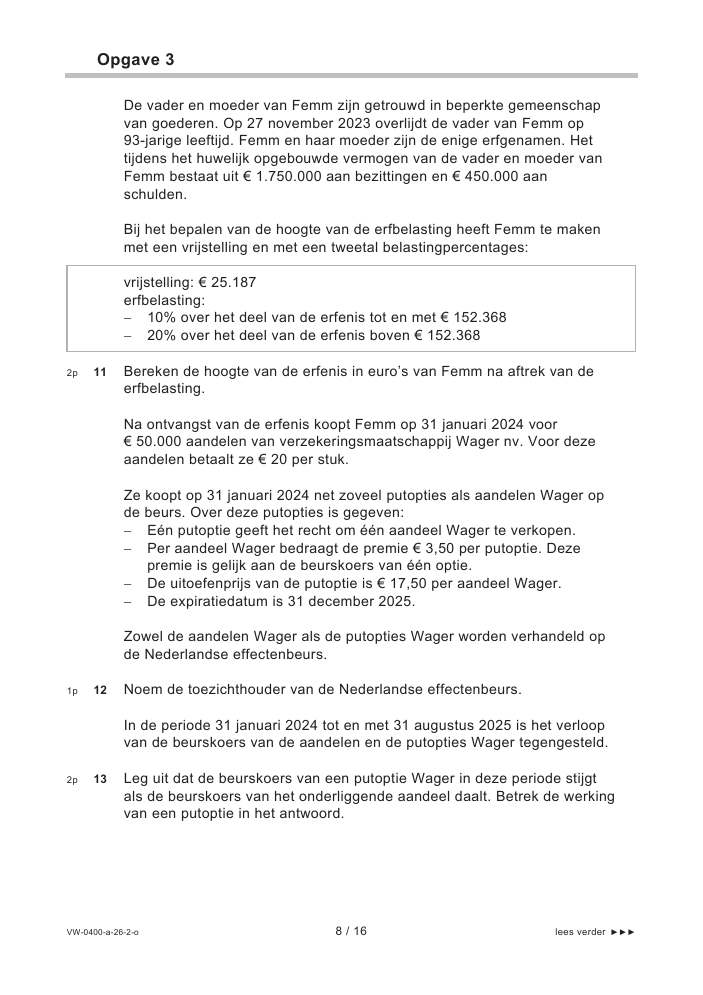 Opgave 3
De vader en moeder van Femm zijn getrouwd in beperkte gemeenschap
van goederen. Op 27 november 2023 overlijdt de vader van Femm op
93-jarige leeftijd. Femm en haar moeder zijn de enige erfgenamen. Het
tijdens het huwelijk opgebouwde vermogen van de vader en moeder van
Femm bestaat uit € 1.750.000 aan bezittingen en € 450.000 aan
schulden.
Bij het bepalen van de hoogte van de erfbelasting heeft Femm te maken
met een vrijstelling en met een tweetal belastingpercentages:
vrijstelling: € 25.187
erfbelasting:
– 10% over het deel van de erfenis tot en met € 152.368
– 20% over het deel van de erfenis boven € 152.368
2p 11 Bereken de hoogte van de erfenis in euro's van Femm na aftrek van de
erfbelasting.
Na ontvangst van de erfenis koopt Femm op 31 januari 2024 voor
€ 50.000 aandelen van verzekeringsmaatschappij Wager nv. Voor deze
aandelen betaalt ze € 20 per stuk.
Ze koopt op 31 januari 2024 net zoveel putopties als aandelen Wager op
de beurs. Over deze putopties is gegeven:
– Eén putoptie geeft het recht om één aandeel Wager te verkopen.
– Per aandeel Wager bedraagt de premie € 3,50 per putoptie. Deze
premie is gelijk aan de beurskoers van één optie.
– De uitoefenprijs van de putoptie is € 17,50 per aandeel Wager.
– De expiratiedatum is 31 december 2025.
Zowel de aandelen Wager als de putopties Wager worden verhandeld op
de Nederlandse effectenbeurs.
1p 12 Noem de toezichthouder van de Nederlandse effectenbeurs.
In de periode 31 januari 2024 tot en met 31 augustus 2025 is het verloop
van de beurskoers van de aandelen en de putopties Wager tegengesteld.
2p 13 Leg uit dat de beurskoers van een putoptie Wager in deze periode stijgt
als de beurskoers van het onderliggende aandeel daalt. Betrek de werking
van een putoptie in het antwoord.
VW-0400-a-26-2-o 8 / 16 lees verder ►►►